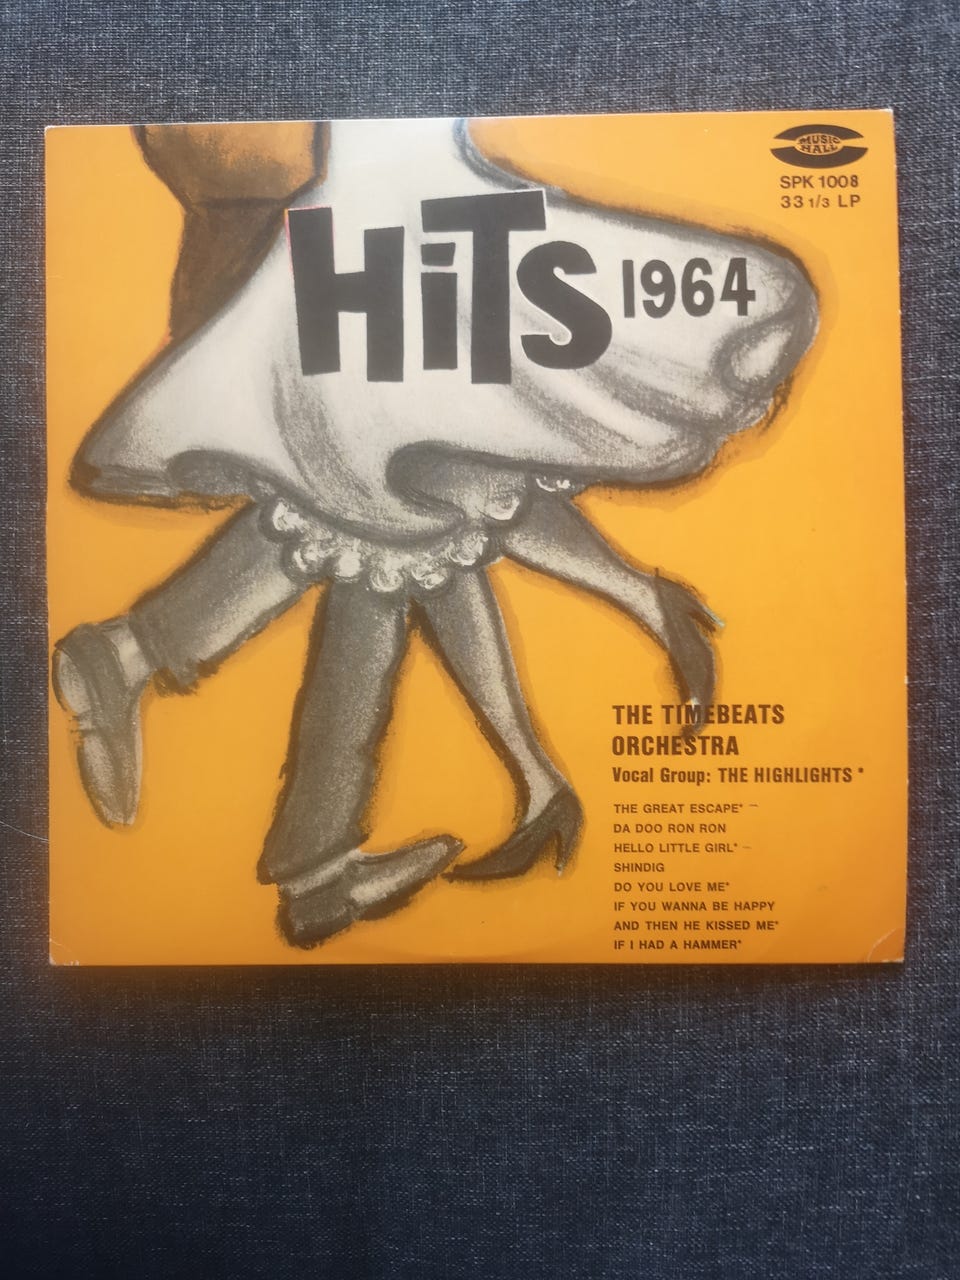 MUSIC
HALL
SPK 1008
33 1/3 LP
HiTS 1964
THE TIMEBEATS
ORCHESTRA
Vocal Group: THE HIGHLIGHTS *
THE GREAT ESCAPE*
DA DOO RON RON
HELLO LITTLE GIRL*
SHINDIG
DO YOU LOVE ME*
IF YOU WANNA BE HAPPY
AND THEN HE KISSED ME*
IF I HAD A HAMMER*